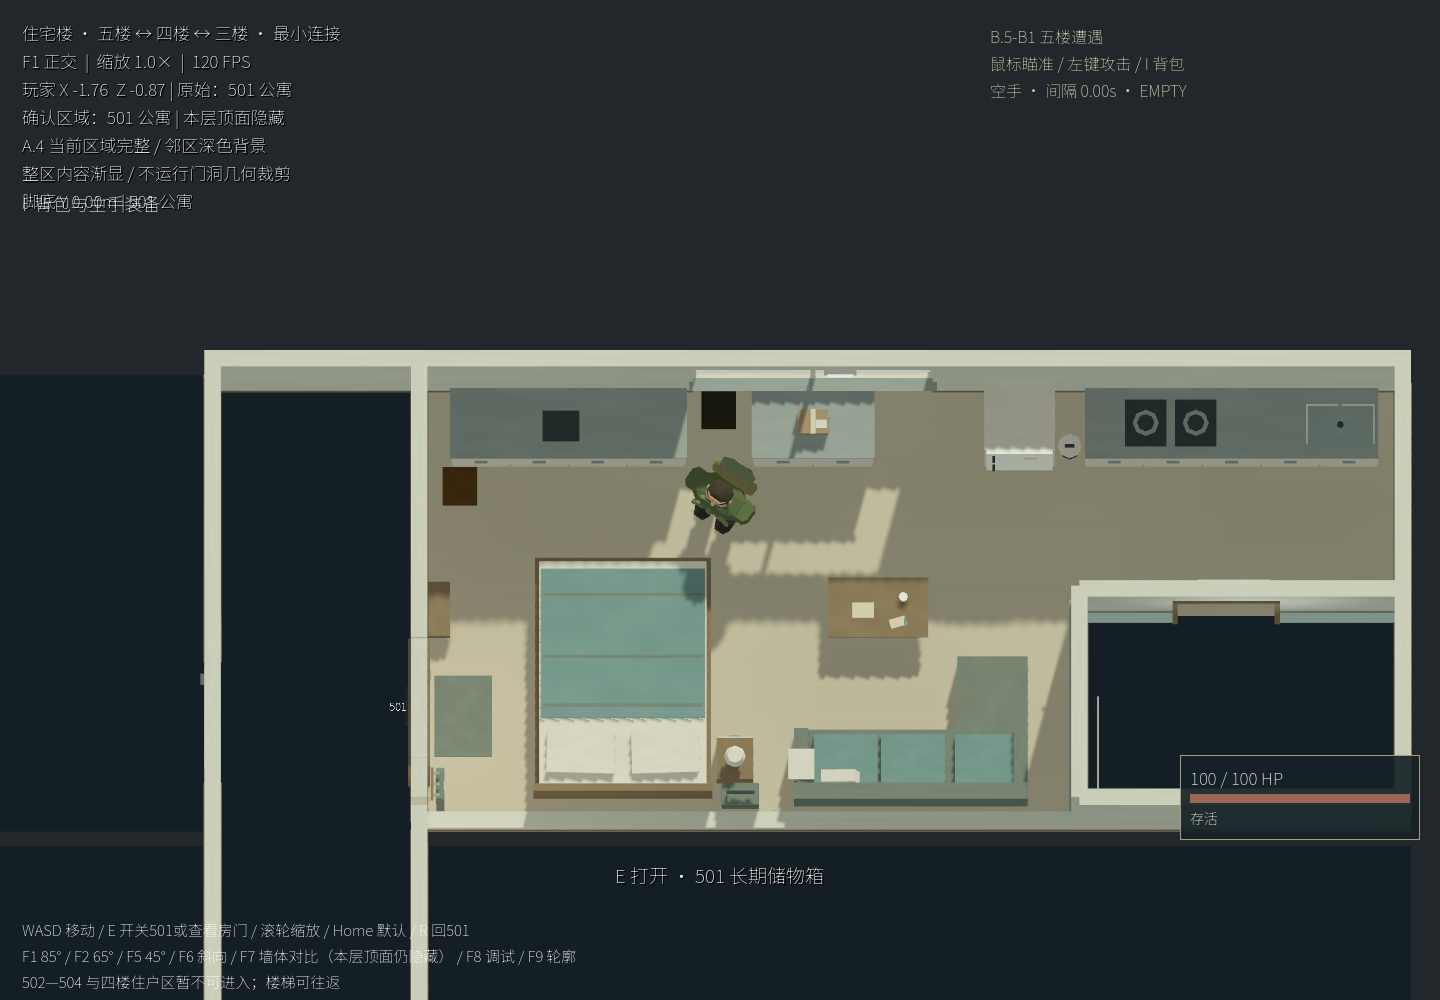 住宅楼 · 五楼 ↔ 四楼 ↔ 三楼 · 最小连接
F1 正交 | 缩放 1.0× | 120 FPS
玩家 X -1.76 Z -0.87 | 原始：501 公寓
确认区域：501 公寓 | 本层顶面隐藏
A.4 当前区域完整 / 邻区深色背景
整区内容渐显 / 不运行门洞几何裁剪
公寓
B.5-B1 五楼遭遇
鼠标瞄准 / 左键攻击 / I 背包
空手 · 间隔 0.00s · EMPTY
501
100 / 100 HP
存活
E 打开 · 501 长期储物箱
WASD 移动 / E 开关501或查看房门 / 滚轮缩放 / Home 默认 / R 回501
F1 85° / F2 65° / F5 45° / F6 斜向 / F7 墙体对比（本层顶面仍隐藏） / F8 调试 / F9 轮廓
502—504 与四楼住户区暂不可进入；楼梯可往返